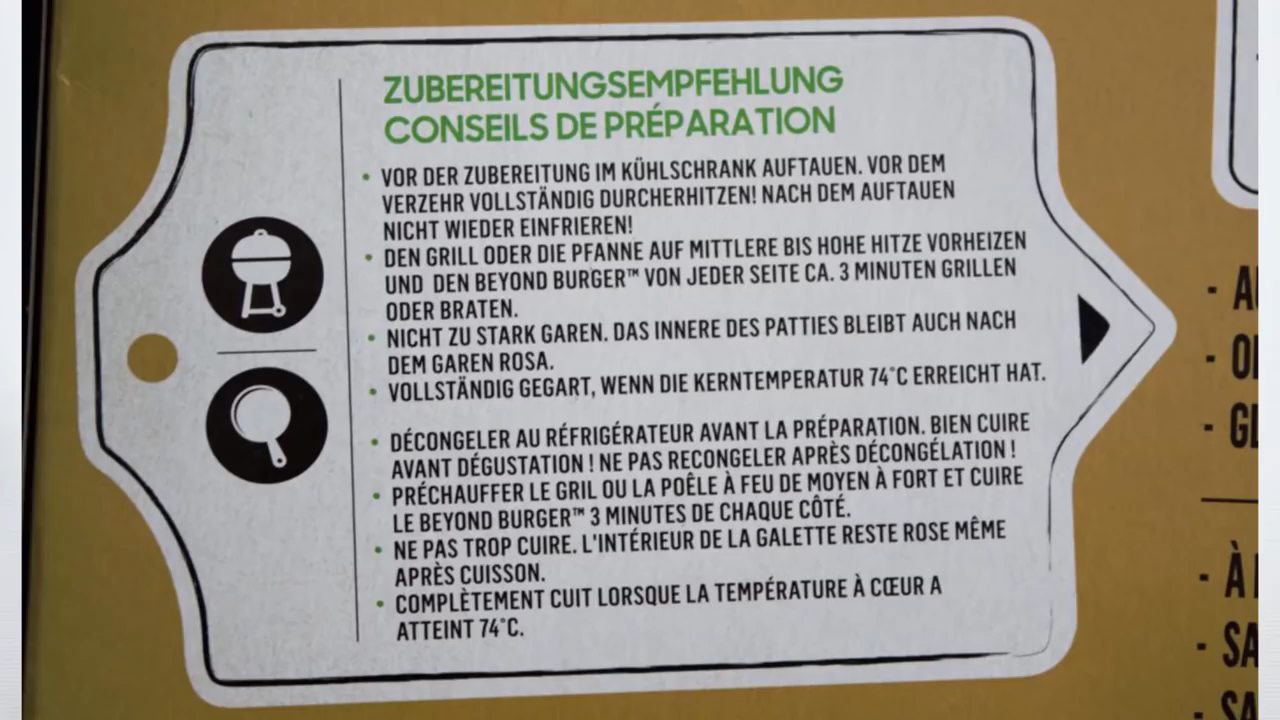 ZUBEREITUNGSEMPFEHLUNG
CONSEILS DE PRÉPARATION
• VOR DER ZUBEREITUNG IM KÜHLSCHRANK AUFTAUEN. VOR DEM
VERZEHR VOLLSTÄNDIG DURCHERHITZEN! NACH DEM AUFTAUEN
NICHT WIEDER EINFRIEREN!
• DEN GRILL ODER DIE PFANNE AUF MITTLERE BIS HOHE HITZE VORHEIZEN
UND DEN BEYOND BURGER™ VON JEDER SEITE CA. 3 MINUTEN GRILLEN
ODER BRATEN.
• NICHT ZU STARK GAREN. DAS INNERE DES PATTIES BLEIBT AUCH NACH
DEM GAREN ROSA.
• VOLLSTÄNDIG GEGART, WENN DIE KERNTEMPERATUR 74°C ERREICHT HAT.
• DÉCONGELER AU RÉFRIGÉRATEUR AVANT LA PRÉPARATION. BIEN CUIRE
AVANT DÉGUSTATION ! NE PAS RECONGELER APRÈS DÉCONGÉLATION !
• PRÉCHAUFFER LE GRIL OU LA POÊLE À FEU DE MOYEN À FORT ET CUIRE
LE BEYOND BURGER™ 3 MINUTES DE CHAQUE CÔTÉ.
• NE PAS TROP CUIRE. L'INTÉRIEUR DE LA GALETTE RESTE ROSE MÊME
APRÈS CUISSON.
• COMPLÈTEMENT CUIT LORSQUE LA TEMPÉRATURE À CŒUR A
ATTEINT 74°C.
- À
- SA
- SA